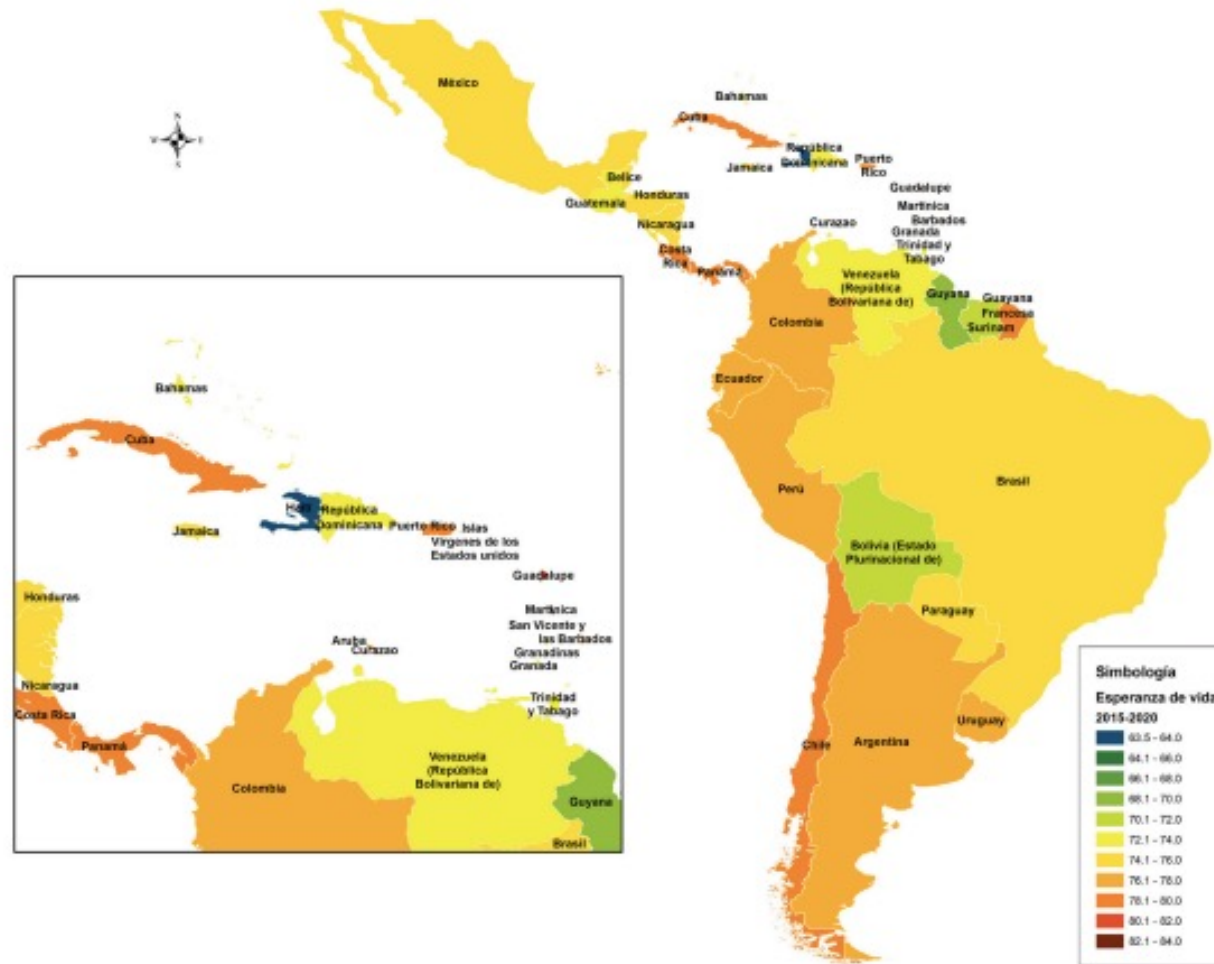 México
N
W
E
S
Bahamas
Cuba
República
Dominicana
Jamaica
Puerto
Rico
Belice
Guatemala
Honduras
Nicaragua
Costa
Rica
Panamá
Guadelupe
Martinica
Barbados
Granada
Trinidad y
Tabago
Curazao
Venezuela
(República
Bolivariana de)
Guyana
Guayana
Francesa
Surinam
Colombia
Ecuador
Perú
Brasil
Bolivia (Estado
Plurinacional de)
Paraguay
Uruguay
Chile
Argentina
Bahamas
Cuba
Haití
República
Dominicana
Jamaica
Puerto Rico
Islas
Vírgenes de los
Estados unidos
Guadelupe
Martinica
San Vicente y
las Barbados
Granadinas
Granada
Aruba
Curazao
Trinidad
y Tabago
Honduras
Nicaragua
Costa Rica
Panamá
Colombia
Venezuela
(República
Bolivariana de)
Guyana
Brasil
Simbología
Esperanza de vida
2015-2020
63.5 - 64.0
64.1 - 66.0
66.1 - 68.0
68.1 - 70.0
70.1 - 72.0
72.1 - 74.0
74.1 - 76.0
76.1 - 78.0
78.1 - 80.0
80.1 - 82.0
82.1 - 84.0